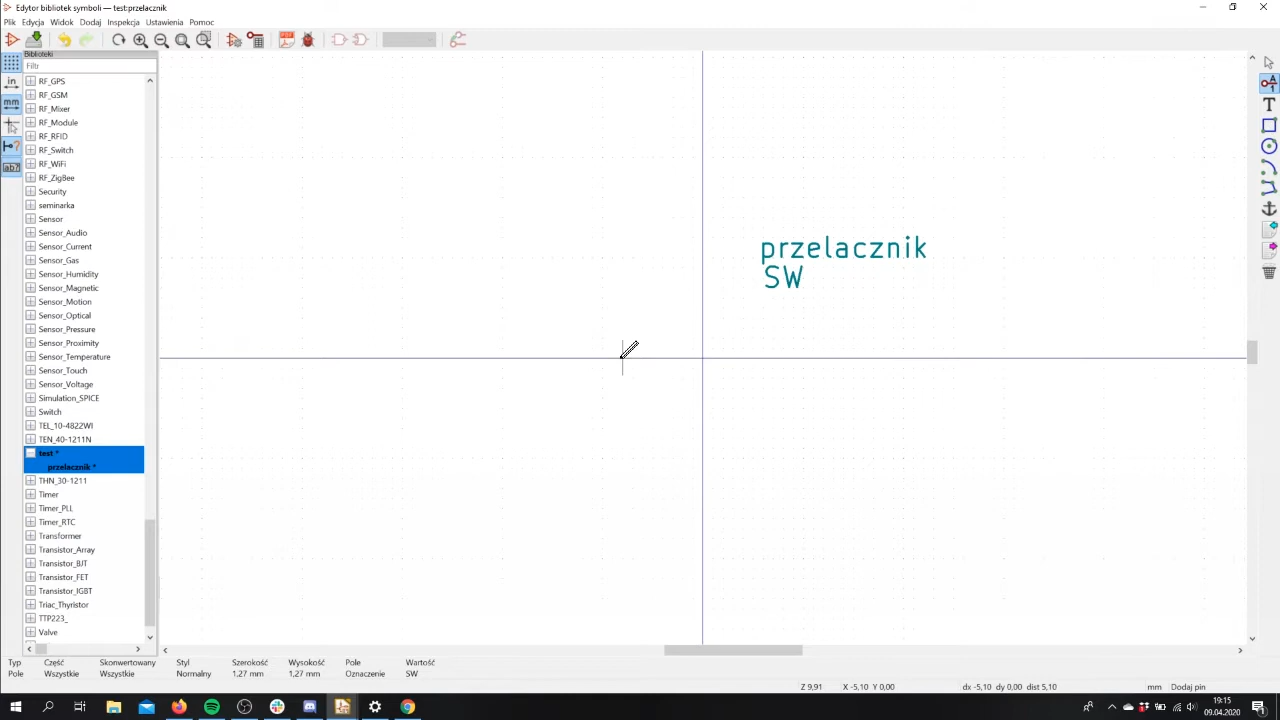 Edytor bibliotek symboli — test:przełacznik
Plik Edycja Widok Dodaj Inspekcja Ustawienia Pomoc
Biblioteki
Filtr
RF_GPS
RF_GSM
RF_Mixer
RF_Module
RF_RFID
RF_Switch
RF_WiFi
RF_ZigBee
Security
seminarka
Sensor
Sensor_Audio
Sensor_Current
Sensor_Gas
Sensor_Humidity
Sensor_Magnetic
Sensor_Motion
Sensor_Optical
Sensor_Pressure
Sensor_Proximity
Sensor_Temperature
Sensor_Touch
Sensor_Voltage
Simulation_SPICE
Switch
TEL_10-4822WI
TEN_40-1211N
test *
przelacznik *
THN_30-1211
Timer
Timer_PLL
Timer_RTC
Transformer
Transistor_Array
Transistor_BJT
Transistor_FET
Transistor_IGBT
Triac_Thyristor
TTP223_
Valve
in
mm
przelacznik
SW
Typ Część Skonwertowany Styl Szerokość Wysokość Pole Wartość
Pole Wszystkie Wszystkie Normalny 1.27 mm 1,27 mm Oznaczenie SW
Z 9,91 X -5,10 Y 0,00 dx -5,10 dy 0,00 dist 5,10 mm Dodaj pin
19:15
09.04.2020